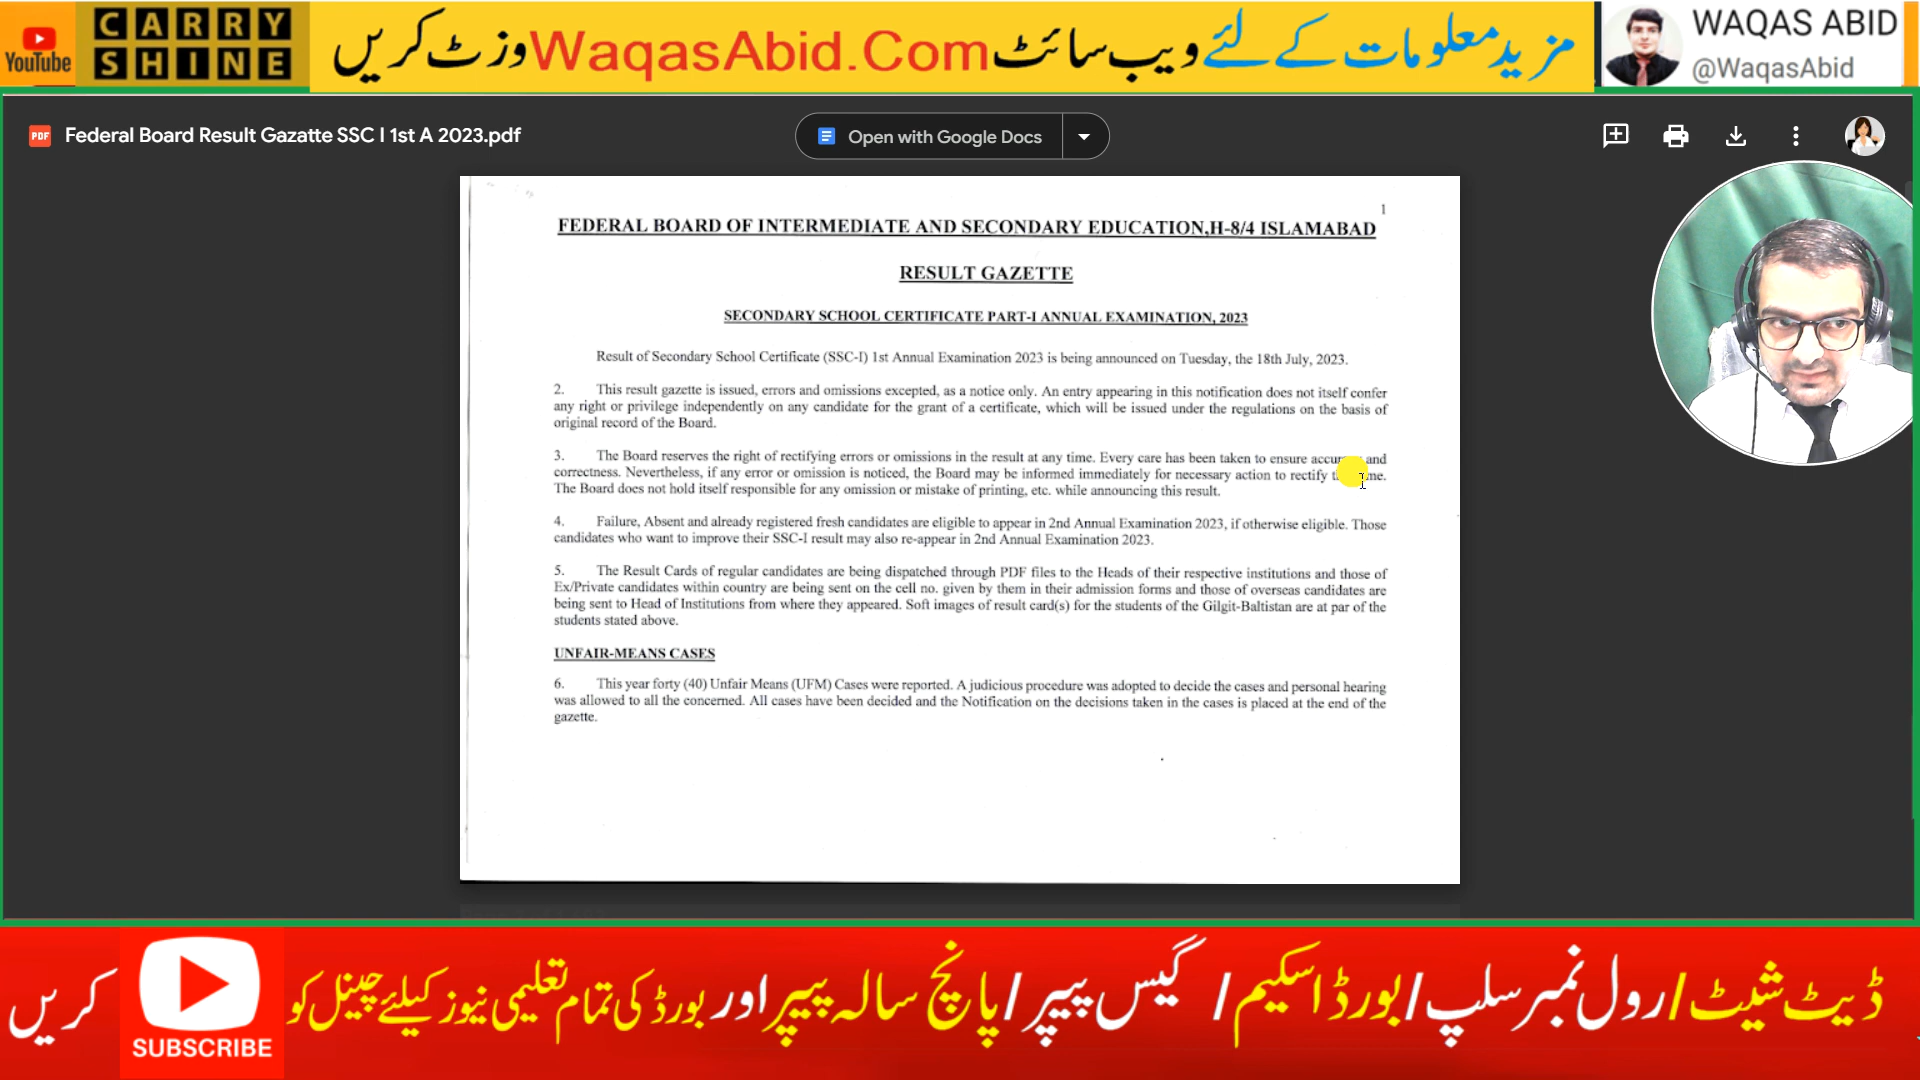 YouTube
CARRY
SHINE
مزید معلومات کے لئے ویب سائٹ WaqasAbid.Com وزٹ کریں
WAQAS ABID
@WaqasAbid
PDF
Federal Board Result Gazatte SSC I 1st A 2023.pdf
Open with Google Docs
1
FEDERAL BOARD OF INTERMEDIATE AND SECONDARY EDUCATION,H-8/4 ISLAMABAD
RESULT GAZETTE
SECONDARY SCHOOL CERTIFICATE PART-I ANNUAL EXAMINATION, 2023
Result of Secondary School Certificate (SSC-I) 1st Annual Examination 2023 is being announced on Tuesday, the 18th July, 2023.
2. This result gazette is issued, errors and omissions excepted, as a notice only. An entry appearing in this notification does not itself confer
any right or privilege independently on any candidate for the grant of a certificate, which will be issued under the regulations on the basis of
original record of the Board.
3. The Board reserves the right of rectifying errors or omissions in the result at any time. Every care has been taken to ensure and
correctness. Nevertheless, if any error or omission is noticed, the Board may be informed immediately for necessary action to rectify
The Board does not hold itself responsible for any omission or mistake of printing, etc. while announcing this result.
4. Failure, Absent and already registered fresh candidates are eligible to appear in 2nd Annual Examination 2023, if otherwise eligible. Those
candidates who want to improve their SSC-I result may also re-appear in 2nd Annual Examination 2023.
5. The Result Cards of regular candidates are being dispatched through PDF files to the Heads of their respective institutions and those of
Ex/Private candidates within country are being sent on the cell no. given by them in their admission forms and those of overseas candidates are
being sent to Head of Institutions from where they appeared. Soft images of result card(s) for the students of the Gilgit-Baltistan are at par of the
students stated above.
UNFAIR-MEANS CASES
6. This year forty (40) Unfair Means (UFM) Cases were reported. A judicious procedure was adopted to decide the cases and personal hearing
was allowed to all the concerned. All cases have been decided and the Notification on the decisions taken in the cases is placed at the end of the
gazette.
ڈیٹ شیٹ/رول نمبر سلپ/بورڈ اسکیم/گیس پیپر/پانچ سالہ پیپر اور بورڈ کی تمام تعلیمی نیوز کیلئے چینل کو SUBSCRIBE کریں